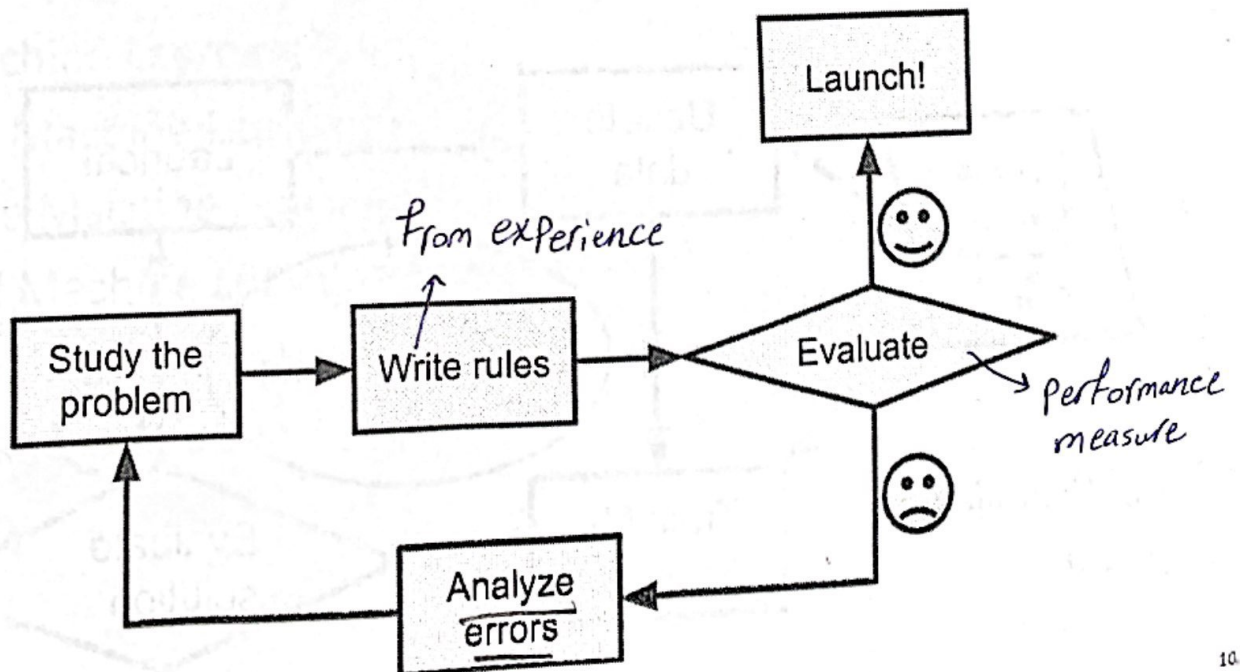 Launch!
From experience
Study the
problem
Write rules
Evaluate
Performance
measure
Analyze
errors
10